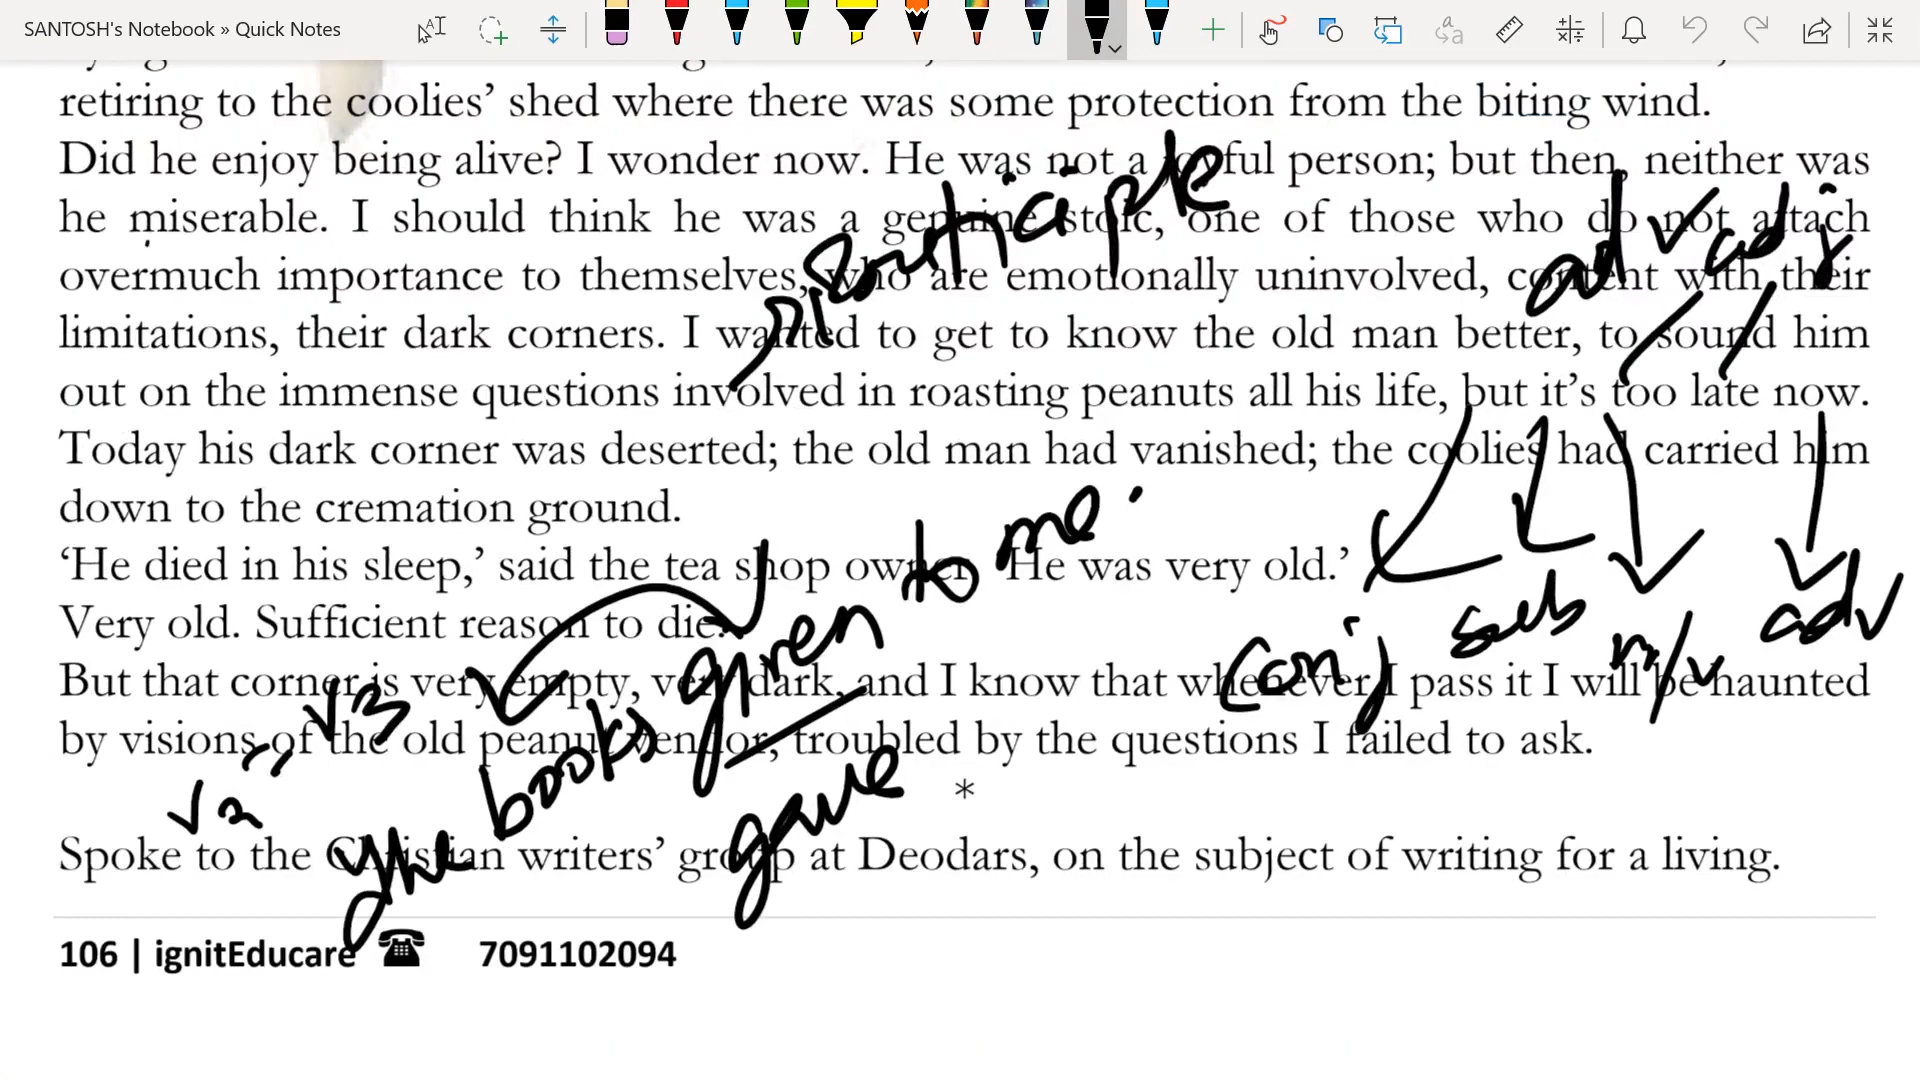 SANTOSH's Notebook » Quick Notes
retiring to the coolies’ shed where there was some protection from the biting wind.
Did he enjoy being alive? I wonder now. He was not a joyful person; but then, neither was
he miserable. I should think he was a genuine stoic, one of those who do not attach
overmuch importance to themselves, who are emotionally uninvolved, content with their
limitations, their dark corners. I wanted to get to know the old man better, to sound him
out on the immense questions involved in roasting peanuts all his life, but it’s too late now.
Today his dark corner was deserted; the old man had vanished; the coolies had carried him
down to the cremation ground.
‘He died in his sleep,’ said the tea shop owner. ‘He was very old.’
Very old. Sufficient reason to die.
But that corner is very empty, very dark, and I know that whenever I pass it I will be haunted
by visions of the old peanut vendor, troubled by the questions I failed to ask.
*
Spoke to the Christian writers’ group at Deodars, on the subject of writing for a living.
106 | ignitEducare ☎ 7091102094
participle
adv adj
conj sub m/v adv
The books given to me.
gave
V2 V3